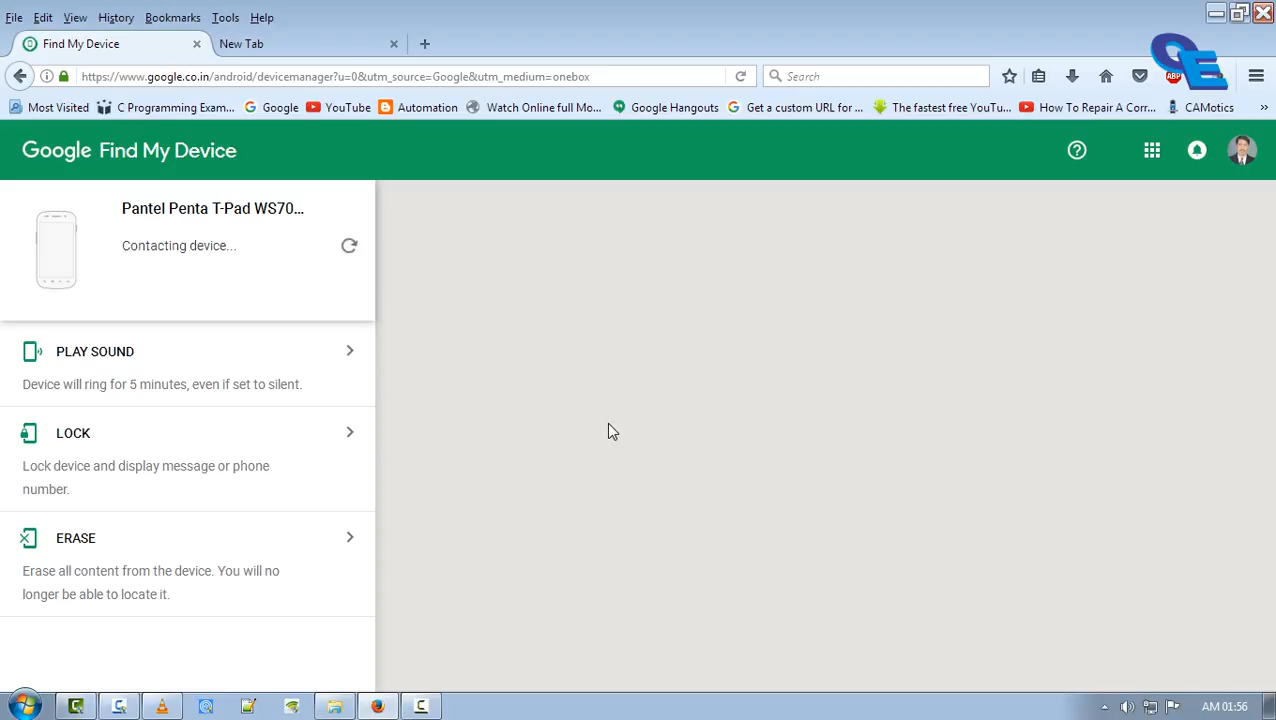 File Edit View History Bookmarks Tools Help
Find My Device New Tab
https://www.google.co.in/android/devicemanager?u=0&utm_source=Google&utm_medium=onebox Search ABP
Most Visited C Programming Exam... Google YouTube Automation Watch Online full Mo... Google Hangouts Get a custom URL for ... The fastest free YouT... How To Repair A Corr... CAMotics
Google Find My Device
Pantel Penta T-Pad WS70...
Contacting device...
PLAY SOUND
Device will ring for 5 minutes, even if set to silent.
LOCK
Lock device and display message or phone
number.
ERASE
Erase all content from the device. You will no
longer be able to locate it.
AM 01:56